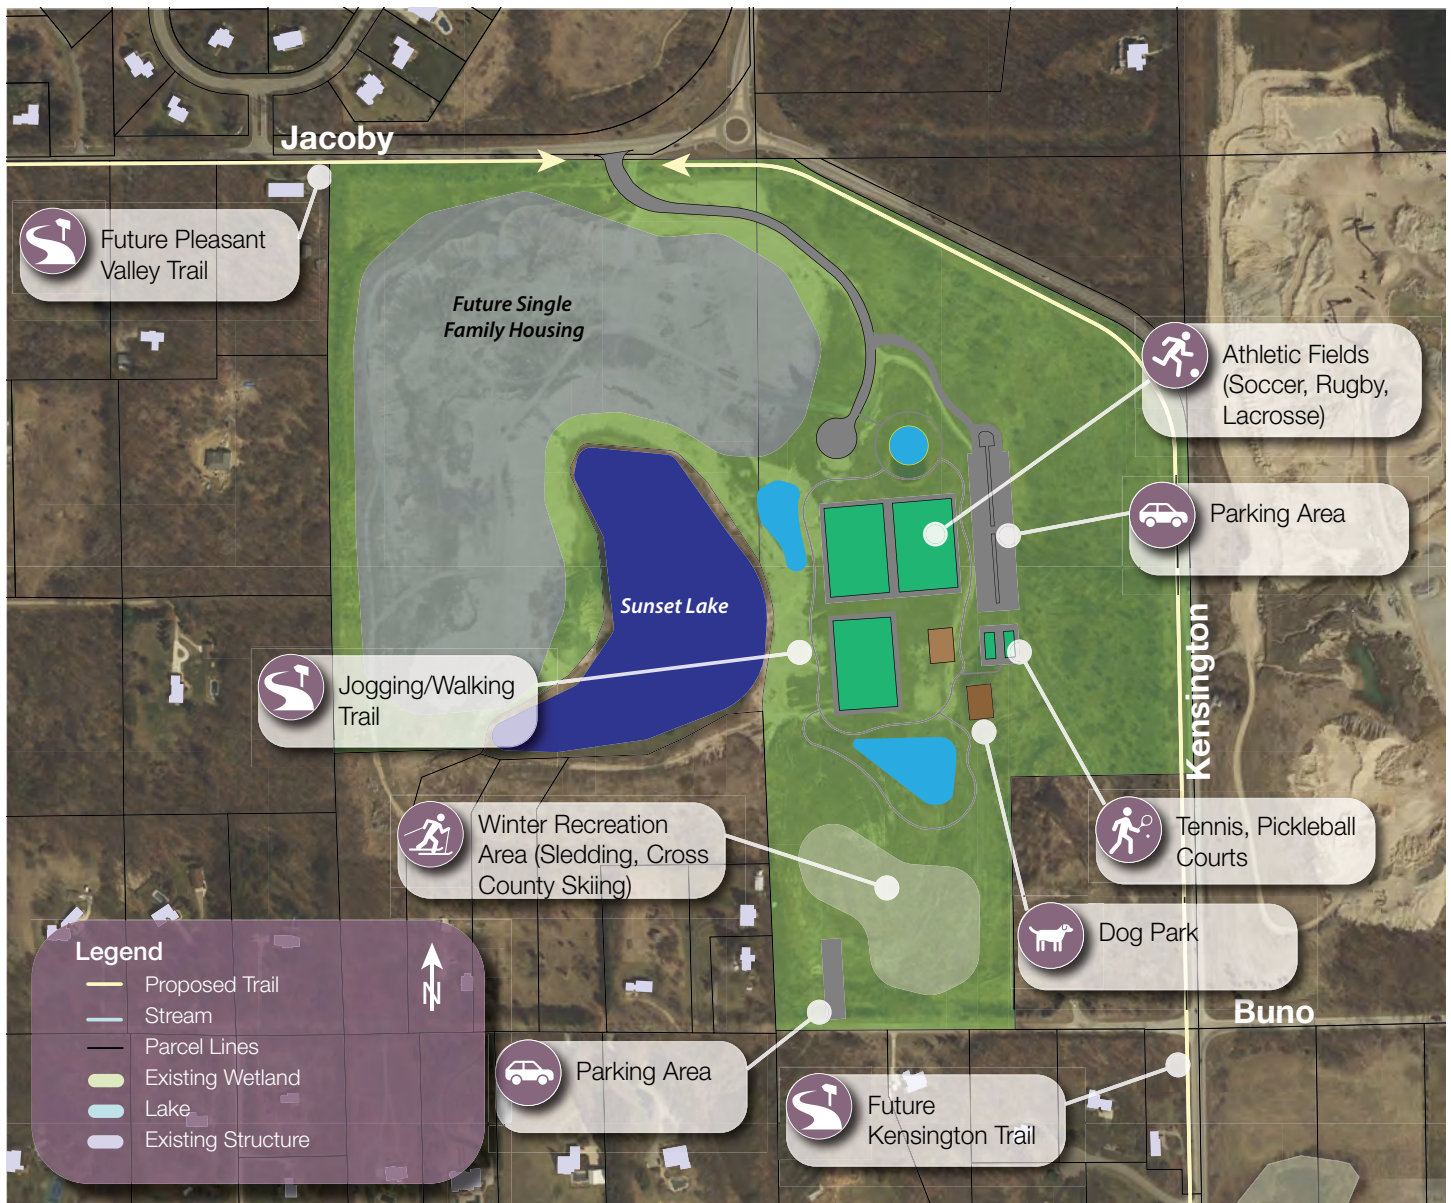 Jacoby
Future Pleasant
Valley Trail
Future Single
Family Housing
Athletic Fields
(Soccer, Rugby,
Lacrosse)
Parking Area
Sunset Lake
Kensington
Jogging/Walking
Trail
Winter Recreation
Area (Sledding, Cross
County Skiing)
Tennis, Pickleball
Courts
Dog Park
Buno
Parking Area
Future
Kensington Trail
Legend
Proposed Trail
Stream
Parcel Lines
Existing Wetland
Lake
Existing Structure
N